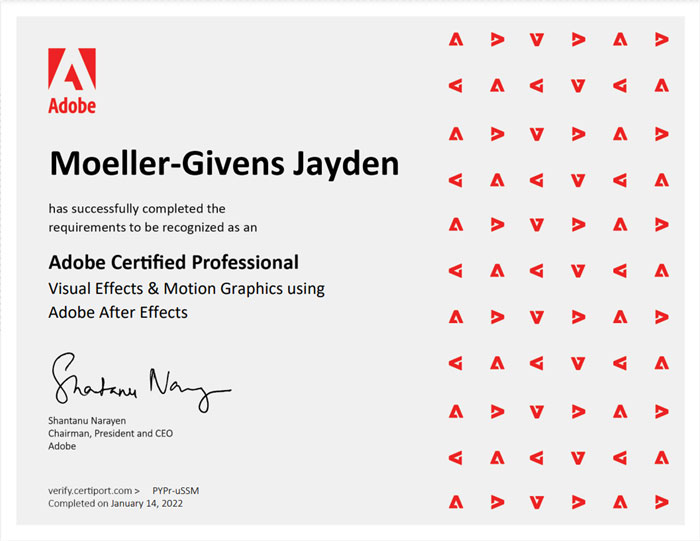 Adobe
Moeller-Givens Jayden
has successfully completed the
requirements to be recognized as an
Adobe Certified Professional
Visual Effects & Motion Graphics using
Adobe After Effects
Shantanu Naray
Shantanu Narayen
Chairman, President and CEO
Adobe
verify.certiport.com > PYPr-uSSM
Completed on January 14, 2022